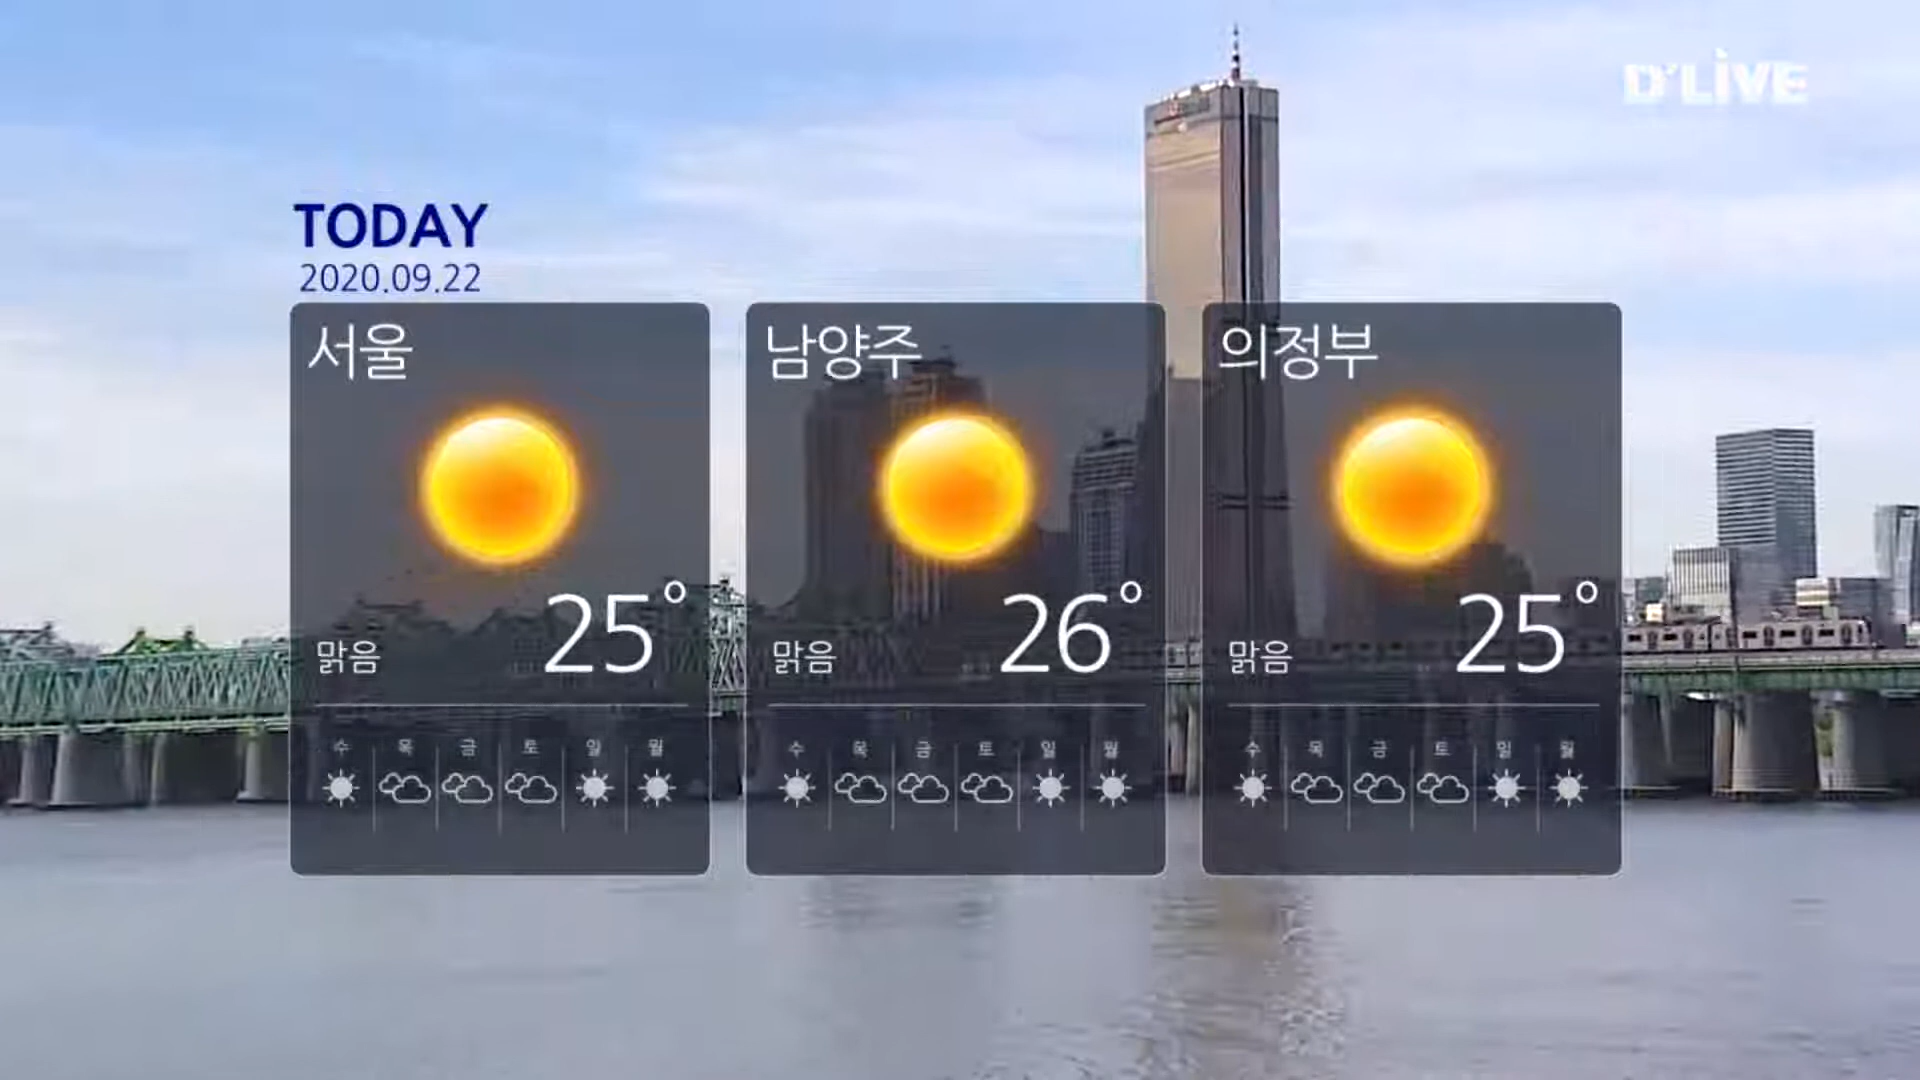 D'LIVE
TODAY
2020.09.22
서울
맑음
25°
수 목 금 토 일 월
남양주
맑음
26°
수 목 금 토 일 월
의정부
맑음
25°
수 목 금 토 일 월